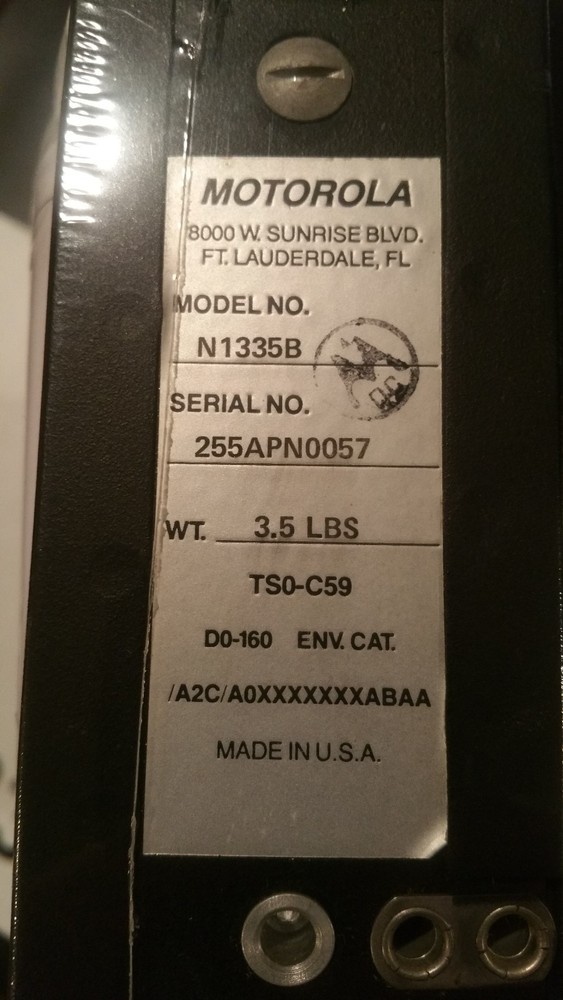 MOTOROLA
8000 W. SUNRISE BLVD.
FT. LAUDERDALE, FL
MODEL NO.
N1335B
SERIAL NO.
255APN0057
WT. 3.5 LBS
TS0-C59
D0-160 ENV. CAT.
/A2C/A0XXXXXXXABAA
MADE IN U.S.A.